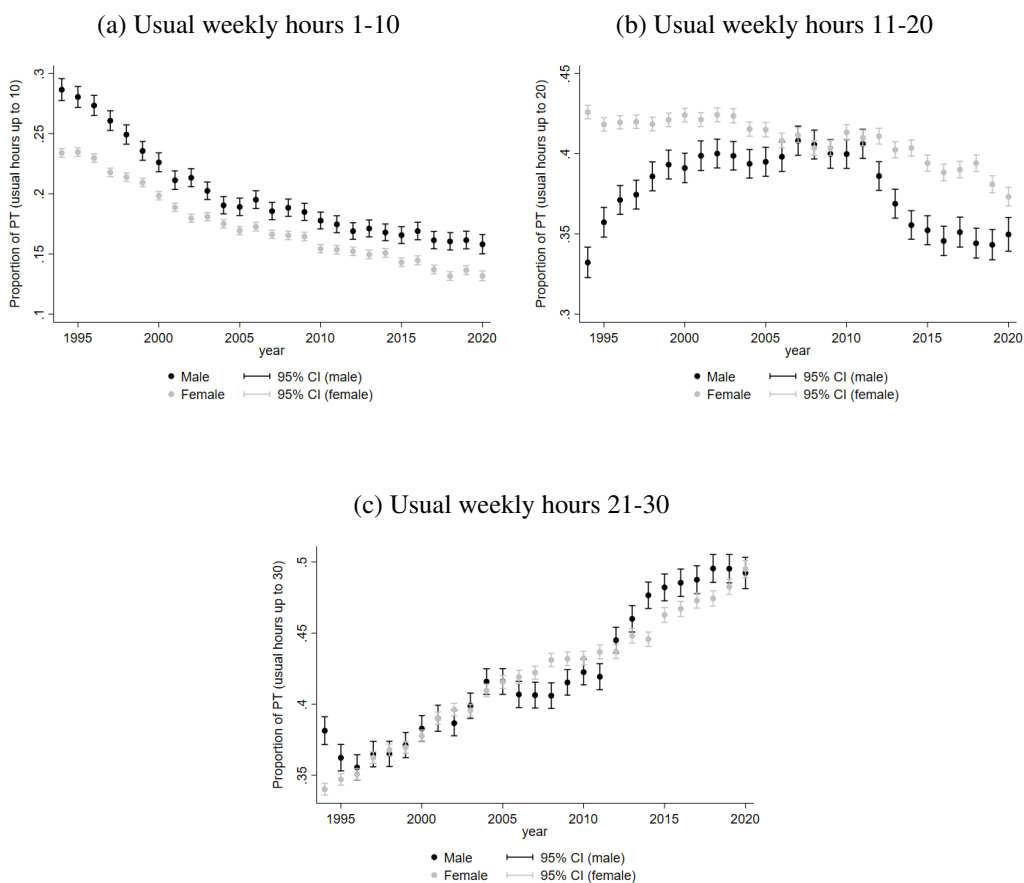 (a) Usual weekly hours 1-10
Proportion of PT (usual hours up to 10)
.3
.25
.2
.15
.1
1995 2000 2005 2010 2015 2020
year
Male 95% CI (male)
Female 95% CI (female)
(b) Usual weekly hours 11-20
Proportion of PT (usual hours up to 20)
.45
.4
.35
.3
1995 2000 2005 2010 2015 2020
year
Male 95% CI (male)
Female 95% CI (female)
(c) Usual weekly hours 21-30
Proportion of PT (usual hours up to 30)
.5
.45
.4
.35
1995 2000 2005 2010 2015 2020
year
Male 95% CI (male)
Female 95% CI (female)